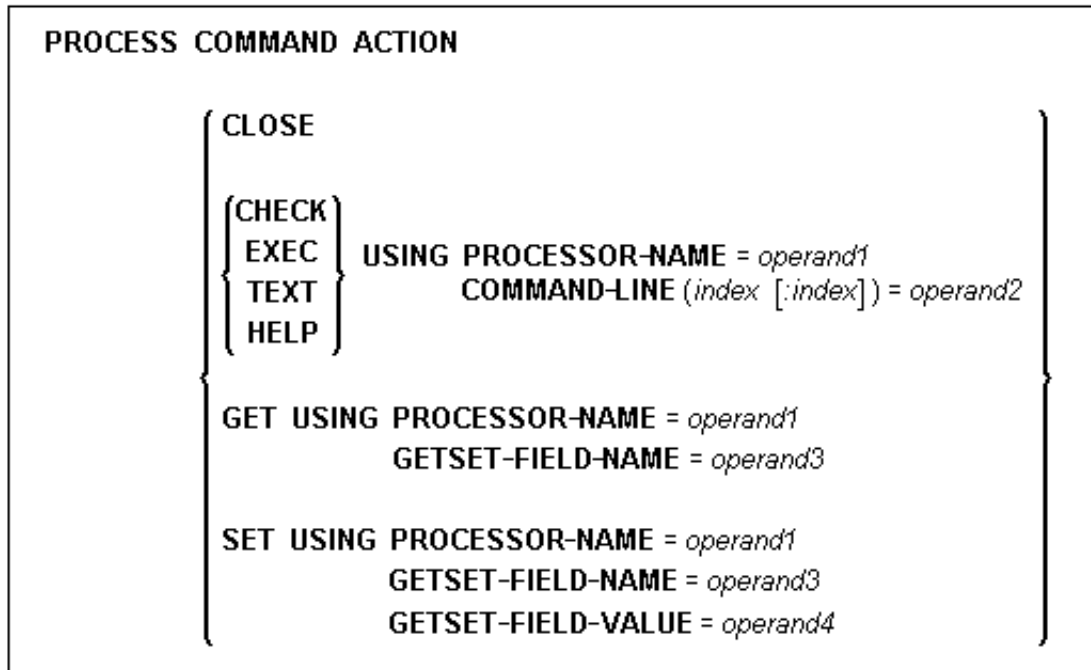 PROCESS COMMAND ACTION
CLOSE
CHECK
EXEC
TEXT
HELP
USING PROCESSOR-NAME = operand1
COMMAND-LINE (index [:index]) = operand2
GET USING PROCESSOR-NAME = operand1
GETSET-FIELD-NAME = operand3
SET USING PROCESSOR-NAME = operand1
GETSET-FIELD-NAME = operand3
GETSET-FIELD-VALUE = operand4